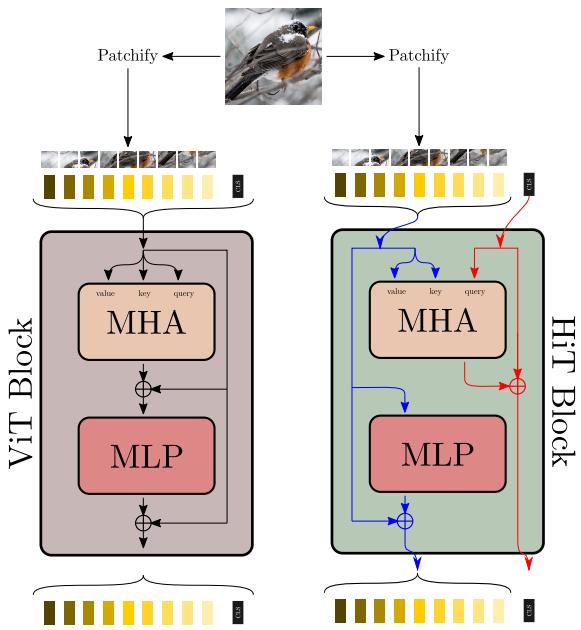 Patchify
Patchify
CLS
CLS
value key query
MHA
MLP
ViT Block
value key query
MHA
MLP
HiT Block
CLS
CLS